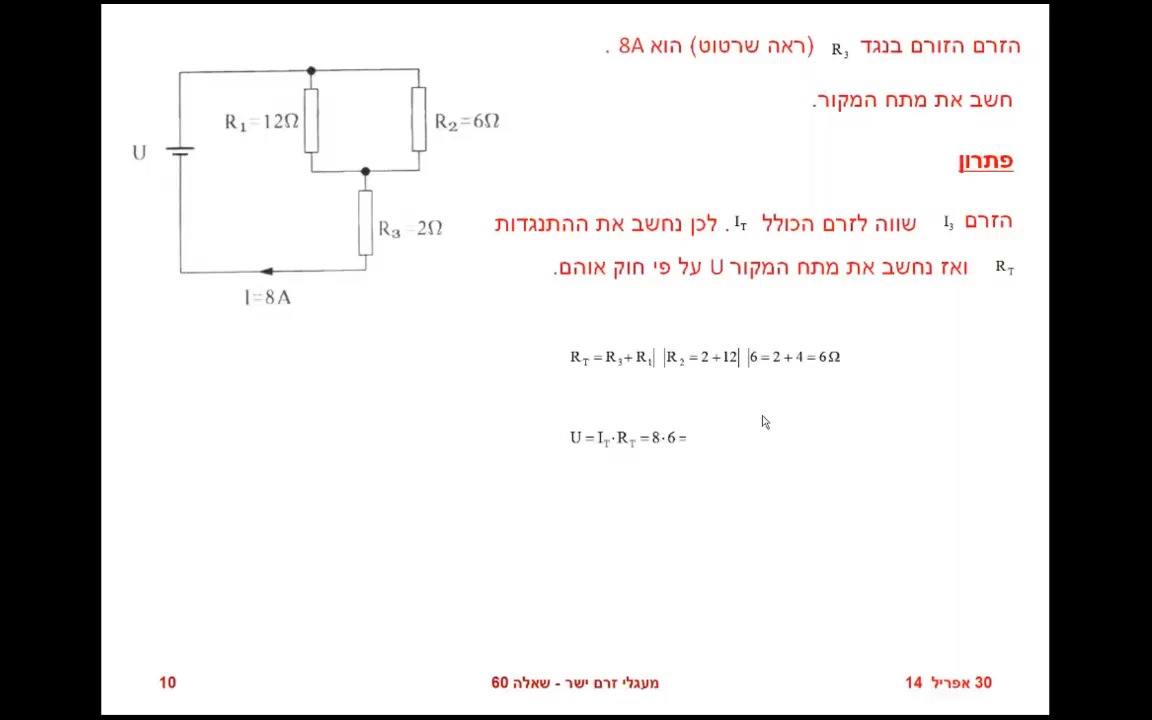 הזרם הזורם בנגד R3 (ראה שרטוט) הוא 8A .
חשב את מתח המקור.
R1=12Ω
R2=6Ω
U
R3=2Ω
I=8A
פתרון
הזרם I3 שווה לזרם הכולל IT . לכן נחשב את ההתנגדות
RT ואז נחשב את מתח המקור U על פי חוק אוהם.
RT = R3 + R1| |R2 = 2 + 12| |6 = 2 + 4 = 6Ω
U = IT · RT = 8 · 6 =
30 אפריל 14
מעגלי זרם ישר - שאלה 60
10